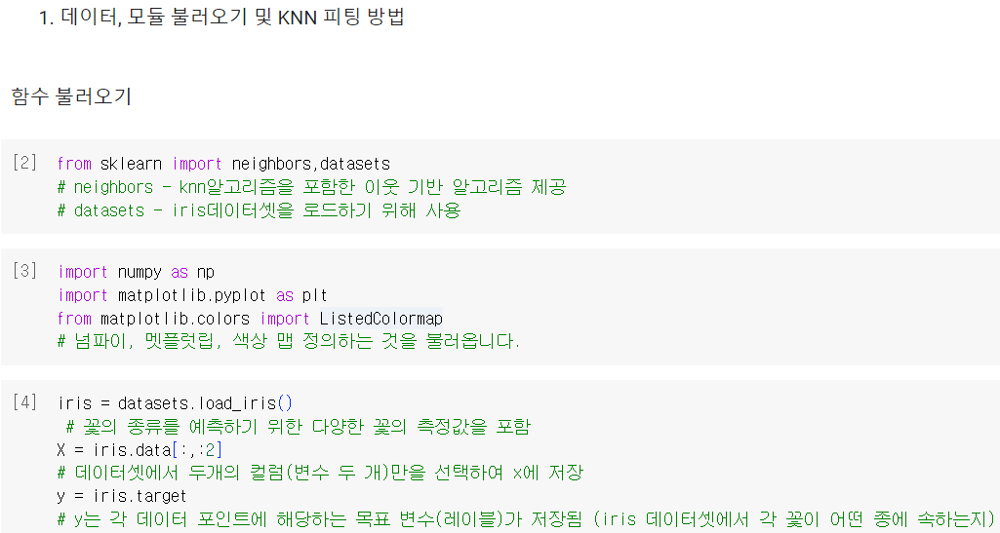 1. 데이터, 모듈 불러오기 및 KNN 피팅 방법
함수 불러오기
[2] from sklearn import neighbors,datasets
# neighbors - knn알고리즘을 포함한 이웃 기반 알고리즘 제공
# datasets - iris데이터셋을 로드하기 위해 사용
[3] import numpy as np
import matplotlib.pyplot as plt
from matplotlib.colors import ListedColormap
# 넘파이, 멧플럿립, 색상 맵 정의하는 것을 불러옵니다.
[4] iris = datasets.load_iris()
# 꽃의 종류를 예측하기 위한 다양한 꽃의 측정값을 포함
X = iris.data[:,:2]
# 데이터셋에서 두개의 컬럼(변수 두 개)만을 선택하여 x에 저장
y = iris.target
# y는 각 데이터 포인트에 해당하는 목표 변수(레이블)가 저장됨 (iris 데이터셋에서 각 꽃이 어떤 종에 속하는지)